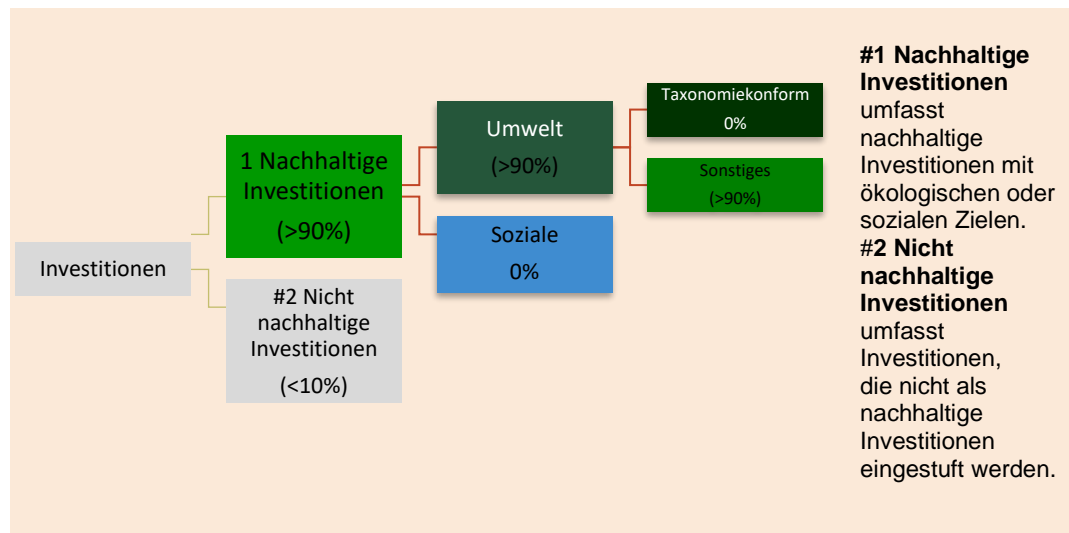 Investitionen
1 Nachhaltige
Investitionen
(>90%)
#2 Nicht
nachhaltige
Investitionen
(<10%)
Umwelt
(>90%)
Soziale
0%
Taxonomiekonform
0%
Sonstiges
(>90%)
#1 Nachhaltige
Investitionen
umfasst
nachhaltige
Investitionen mit
ökologischen oder
sozialen Zielen.
#2 Nicht
nachhaltige
Investitionen
umfasst
Investitionen,
die nicht als
nachhaltige
Investitionen
eingestuft werden.